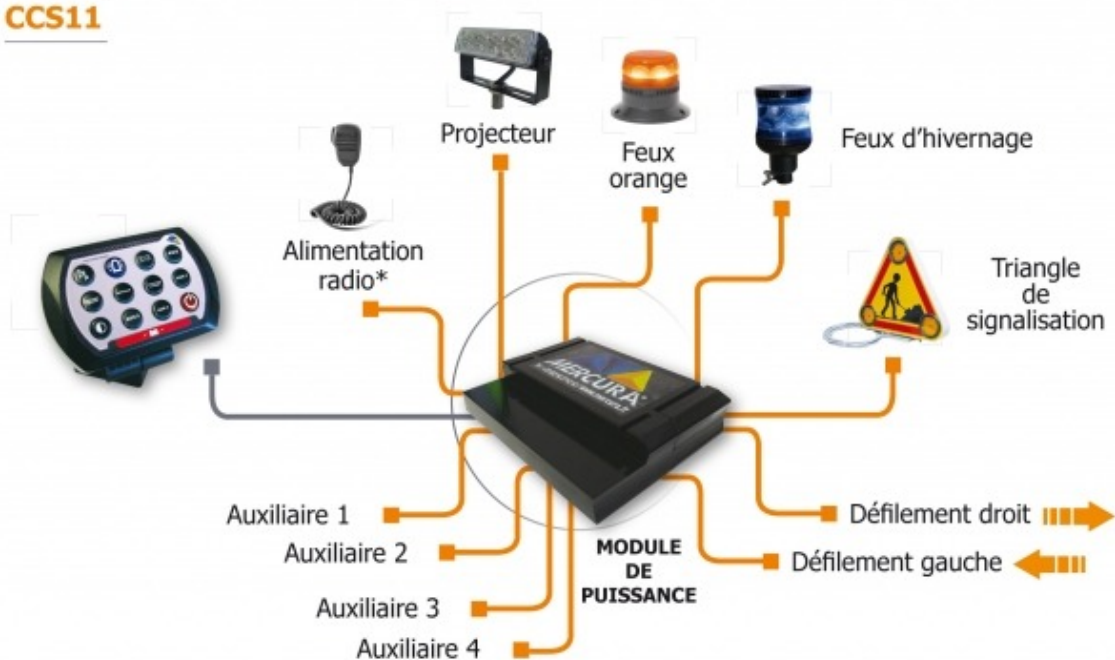 CCS11
Projecteur
Feux
orange
Feux d'hivernage
Alimentation
radio*
Triangle
de
signalisation
MERCURA
Auxiliaire 1
Auxiliaire 2
Auxiliaire 3
Auxiliaire 4
MODULE
DE
PUISSANCE
Défilement droit
Défilement gauche